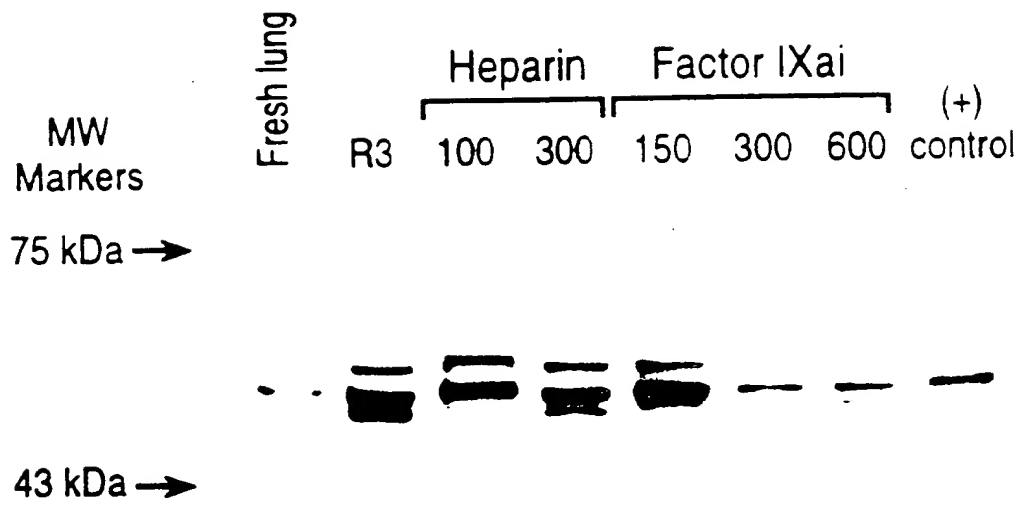 Fresh lung
Heparin
Factor IXai
(+)
control
MW
Markers
R3
100
300
150
300
600
75 kDa
43 kDa